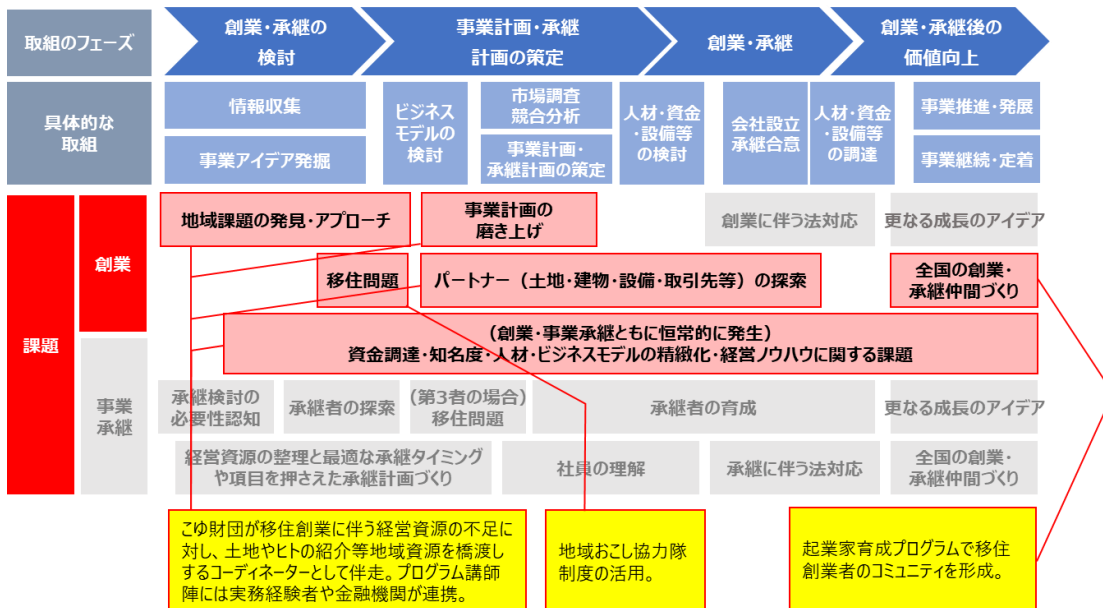 取組のフェーズ
創業・承継の
検討
事業計画・承継
計画の策定
創業・承継
創業・承継後の
価値向上
具体的な
取組
情報収集
事業アイデア発掘
ビジネス
モデルの
検討
市場調査
競合分析
事業計画・
承継計画の策定
人材・資金
・設備等
の検討
会社設立
承継合意
人材・資金
・設備等
の調達
事業推進・発展
事業継続・定着
課題
創業
地域課題の発見・アプローチ
事業計画の
磨き上げ
創業に伴う法対応
更なる成長のアイデア
移住問題
パートナー（土地・建物・設備・取引先等）の探索
全国の創業・
承継仲間づくり
(創業・事業承継ともに恒常的に発生)
資金調達・知名度・人材・ビジネスモデルの精緻化・経営ノウハウに関する課題
事業
承継
承継検討の
必要性認知
承継者の探索
(第3者の場合)
移住問題
承継者の育成
更なる成長のアイデア
経営資源の整理と最適な承継タイミング
や項目を押さえた承継計画づくり
社員の理解
承継に伴う法対応
全国の創業・
承継仲間づくり
こゆ財団が移住創業に伴う経営資源の不足に
対し、土地やヒトの紹介等地域資源を橋渡し
するコーディネーターとして伴走。プログラム講師
陣には実務経験者や金融機関が連携。
地域おこし協力隊
制度の活用。
起業家育成プログラムで移住
創業者のコミュニティを形成。